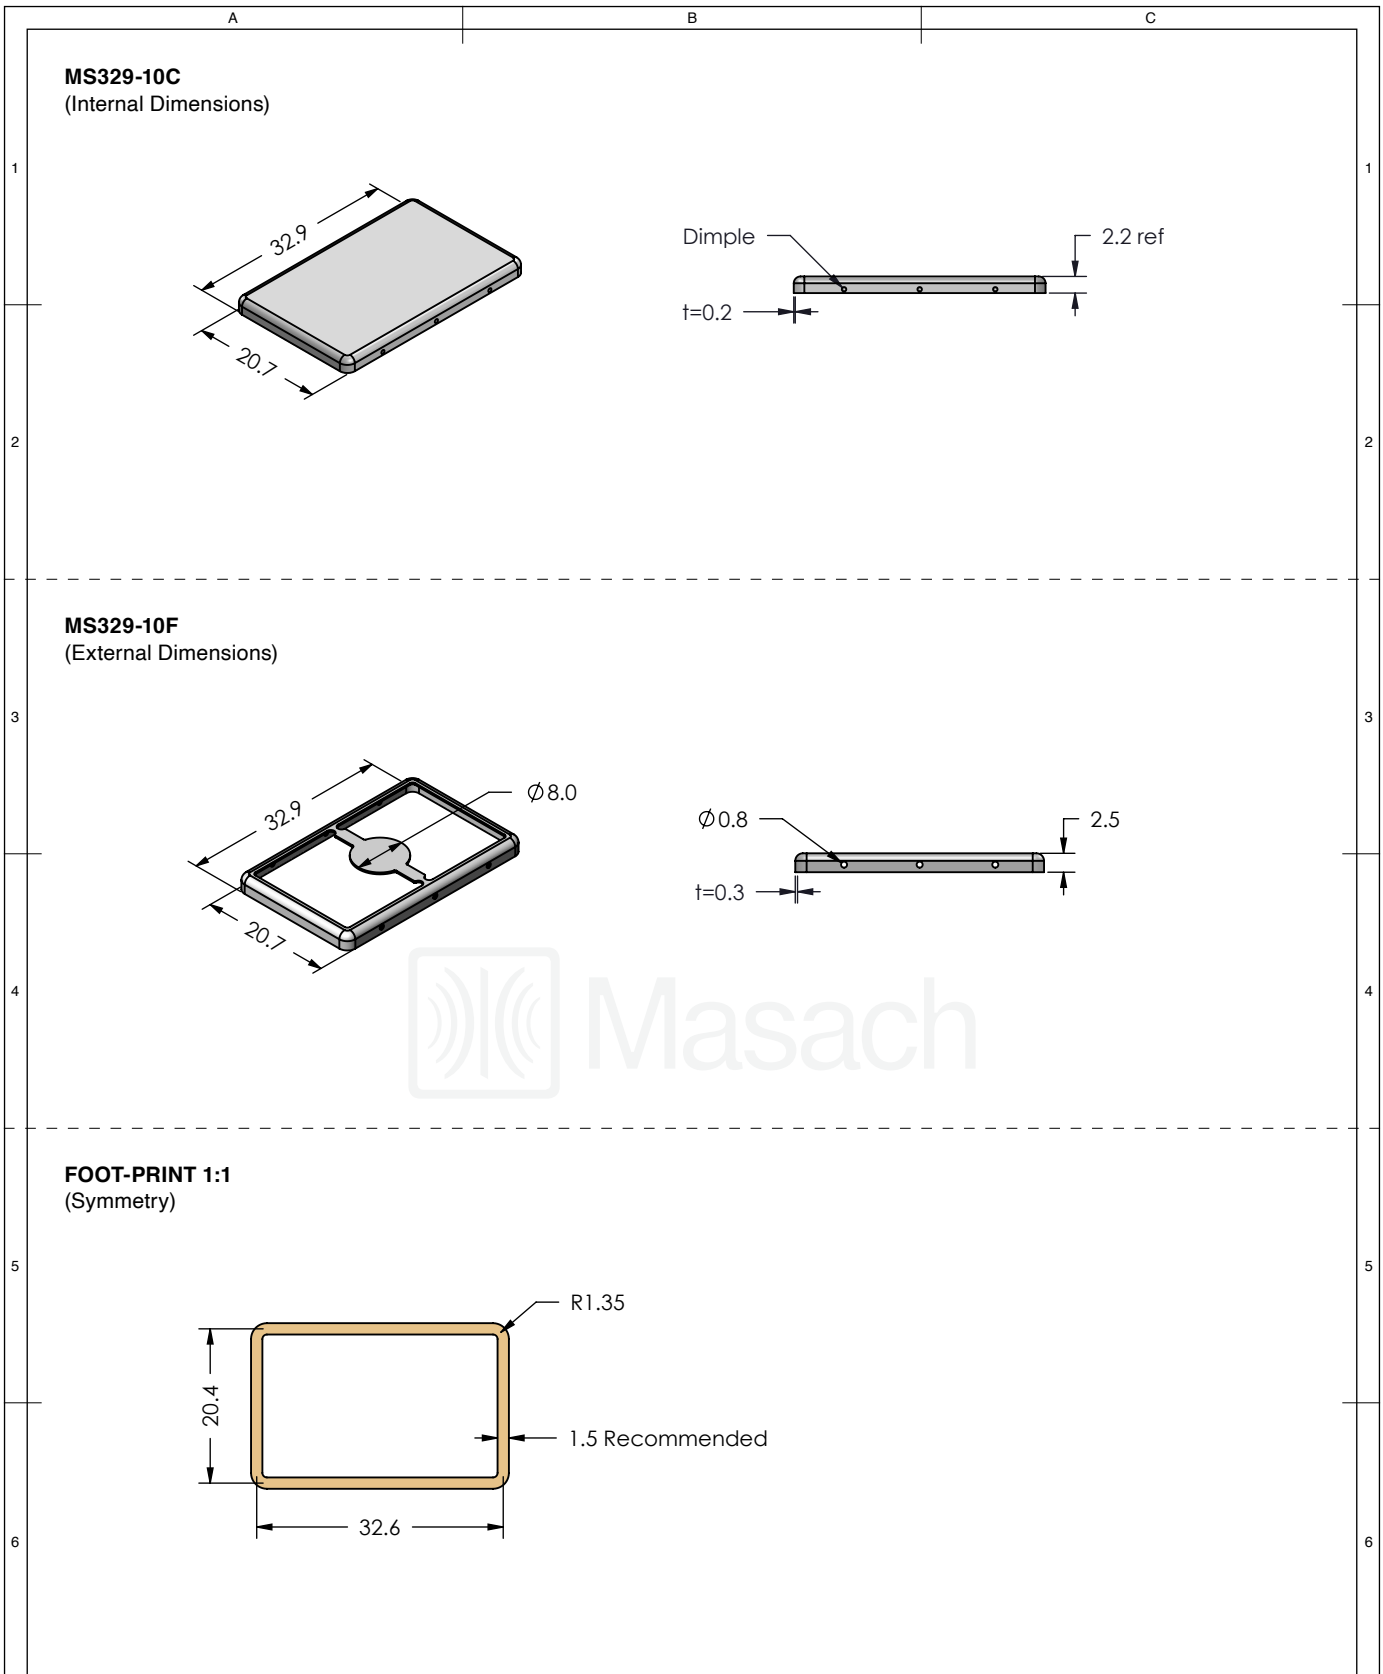 A B C
MS329-10C
(Internal Dimensions)
1 1
32.9
20.7
Dimple
2.2 ref
t=0.2
2 2
MS329-10F
(External Dimensions)
3 3
32.9
Ø8.0
20.7
Ø0.8
2.5
t=0.3
Masach
4 4
FOOT-PRINT 1:1
(Symmetry)
5 5
R1.35
20.4
1.5 Recommended
32.6
6 6